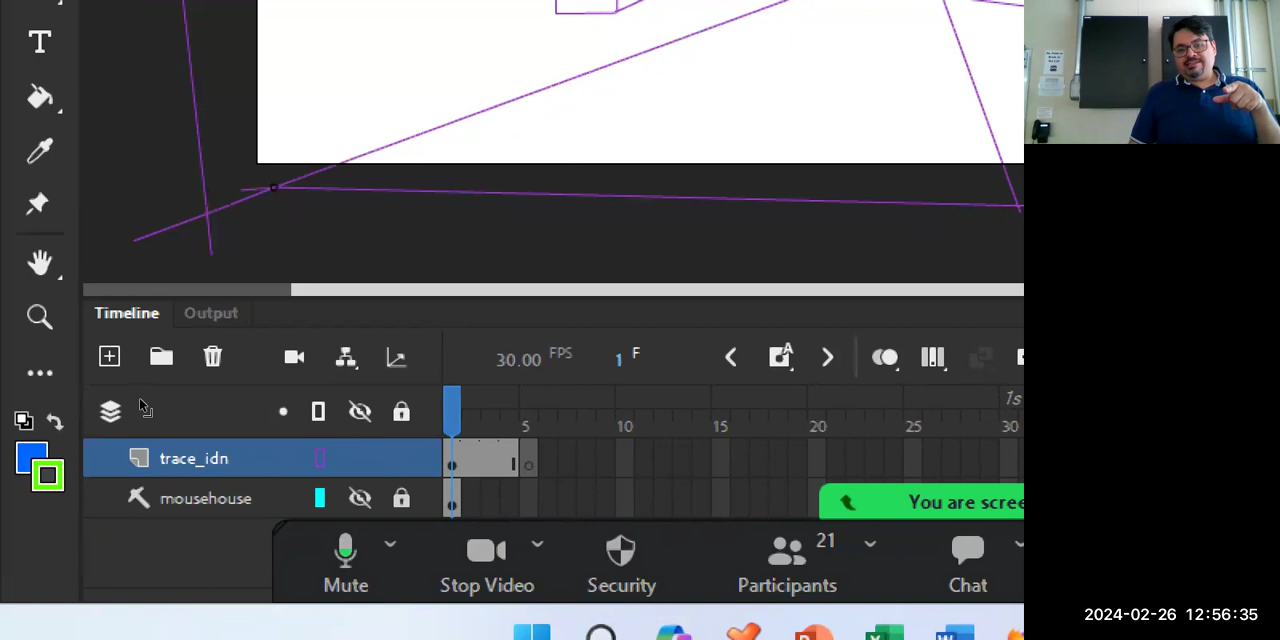 T
Timeline Output
30.00 FPS 1 F
A
1s
5 10 15 20 25 30
trace_idn
mousehouse
You are scree
21
Mute Stop Video Security Participants Chat
2024-02-26 12:56:35